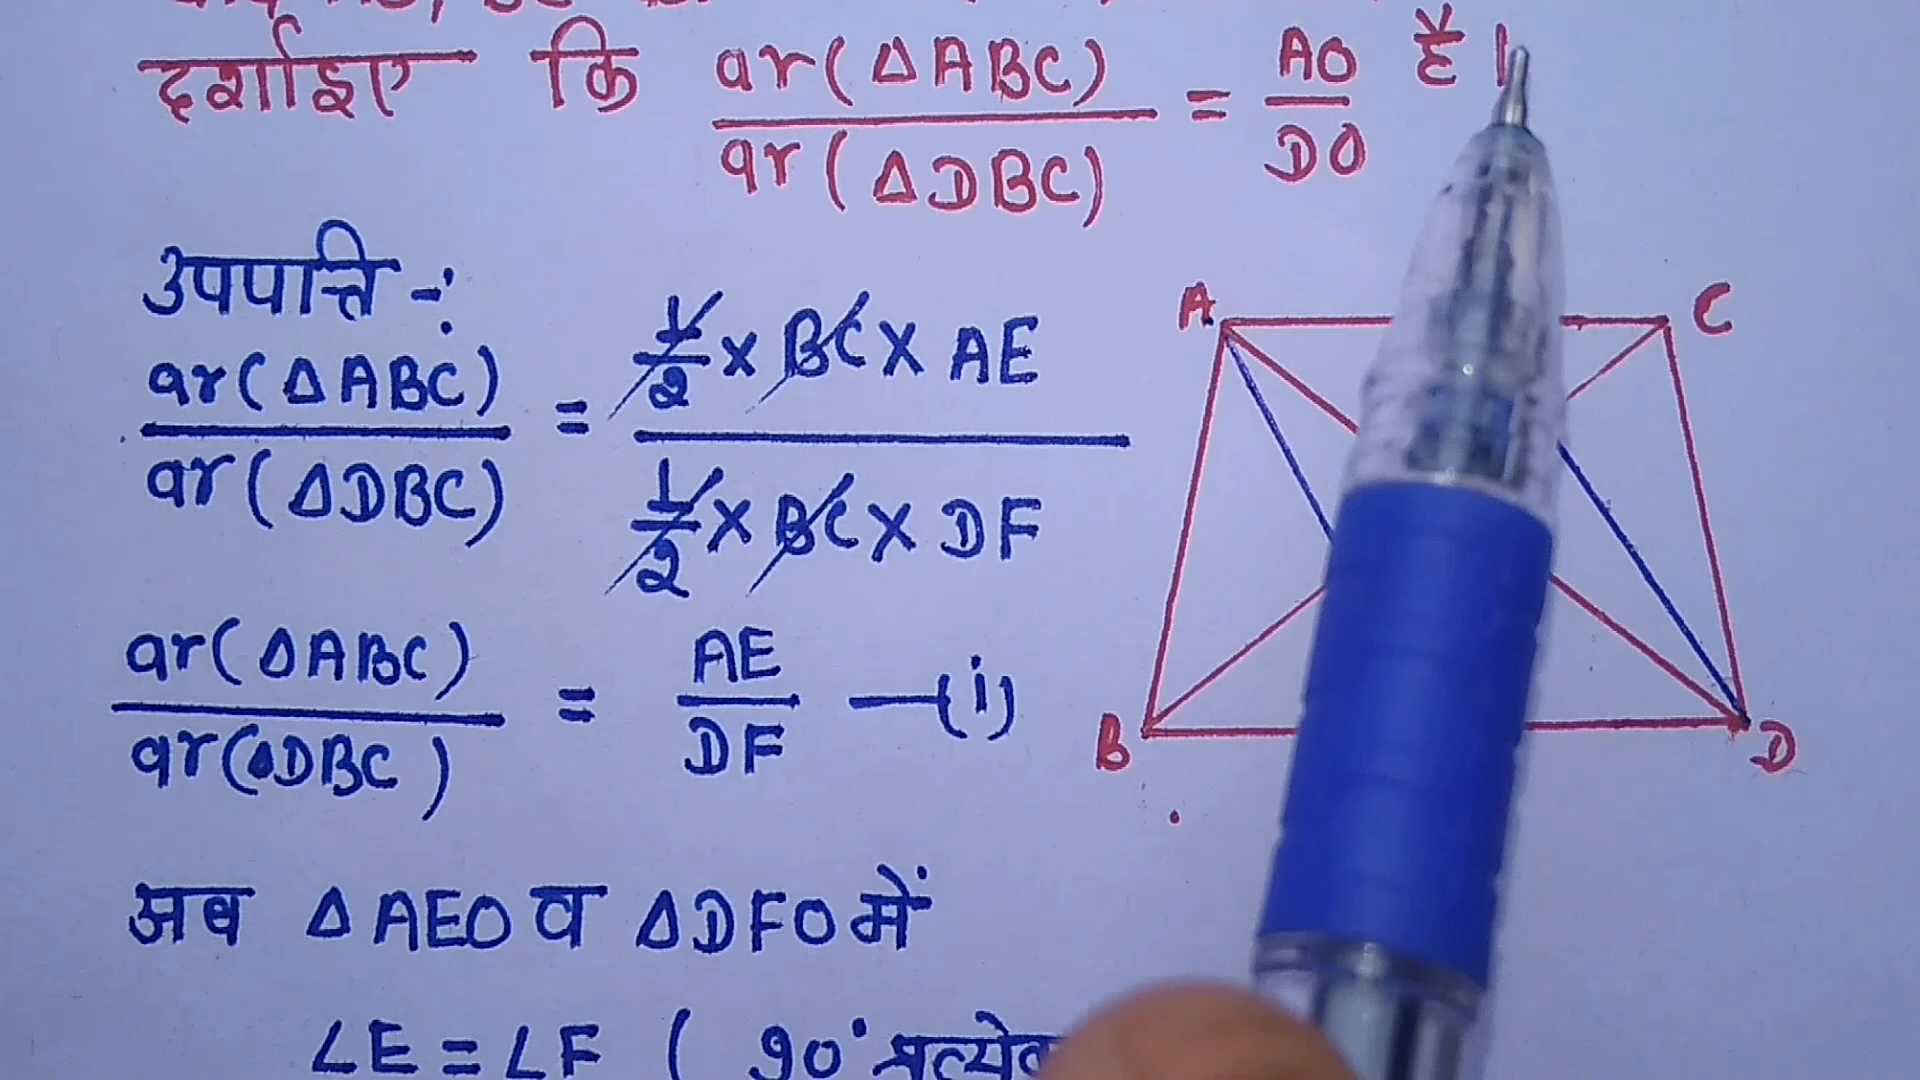 दर्शाइए कि ar(ΔABC)/ar(ΔDBC) = AO/DO है।
उपपत्ति -:
ar(ΔABC)/ar(ΔDBC) = 1/2 × BC × AE / 1/2 × BC × DF
ar(ΔABC)/ar(ΔDBC) = AE/DF —(i)
A
C
B
D
अब ΔAEO व ΔDFO में
∠E = ∠F ( 90°